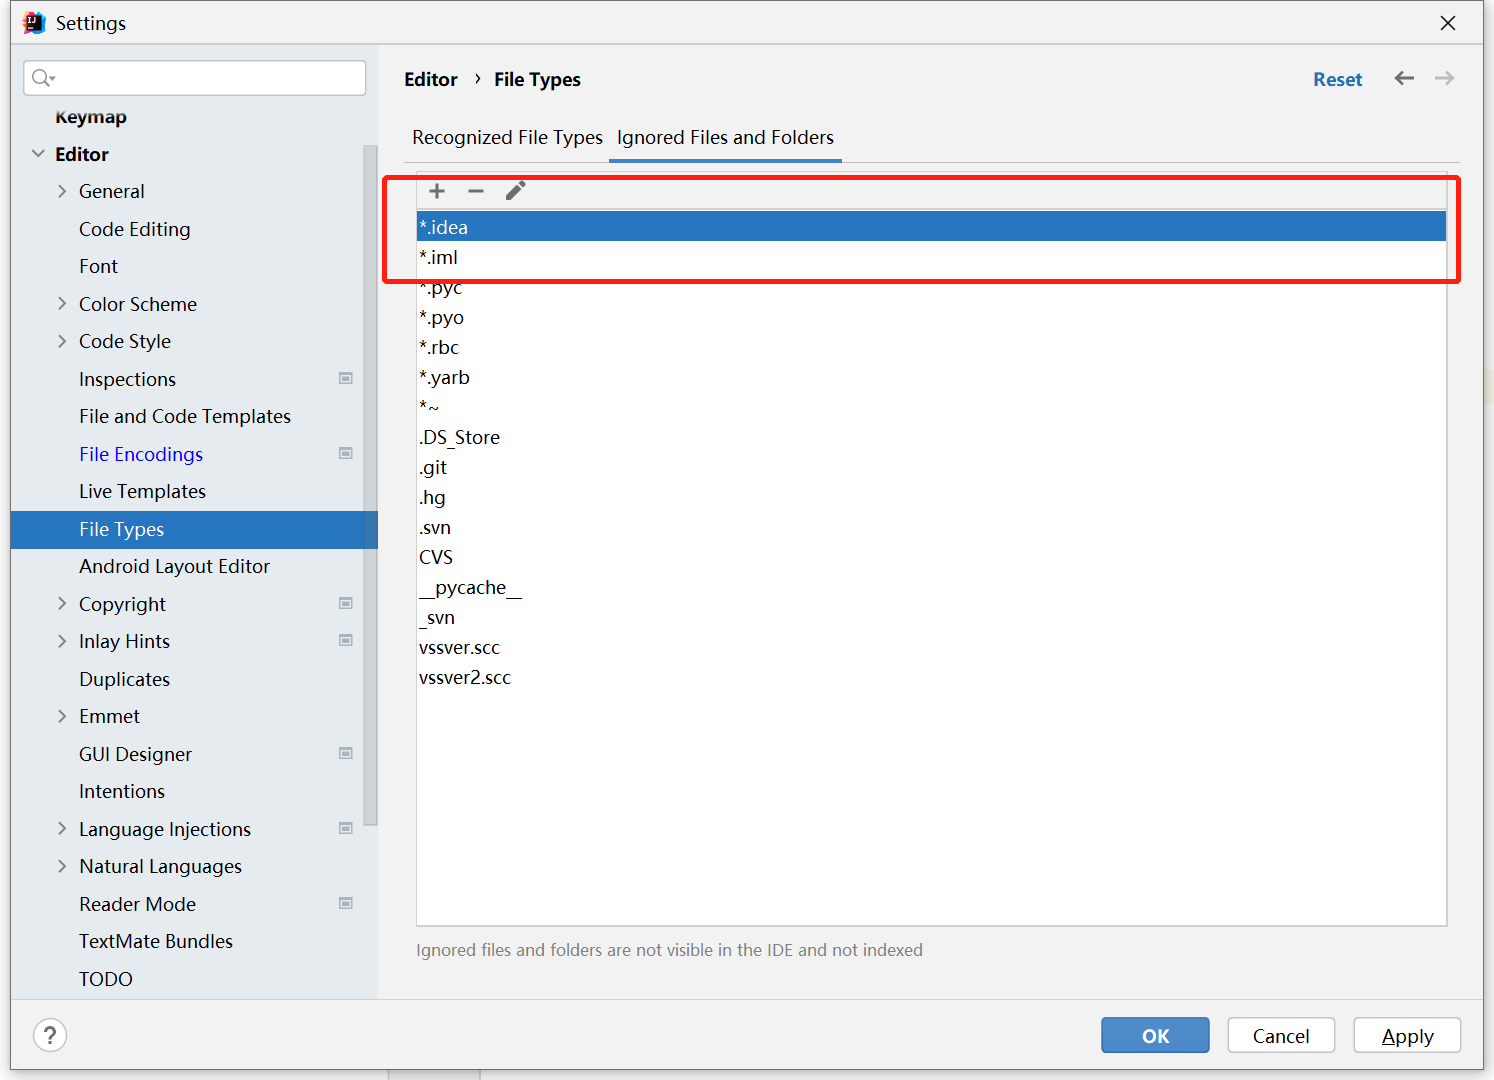 Settings
Keymap
Editor
General
Code Editing
Font
Color Scheme
Code Style
Inspections
File and Code Templates
File Encodings
Live Templates
File Types
Android Layout Editor
Copyright
Inlay Hints
Duplicates
Emmet
GUI Designer
Intentions
Language Injections
Natural Languages
Reader Mode
TextMate Bundles
TODO
Editor › File Types
Reset
Recognized File Types Ignored Files and Folders
*.idea
*.iml
*.pyc
*.pyo
*.rbc
*.yarb
*~
.DS_Store
.git
.hg
.svn
CVS
__pycache__
_svn
vssver.scc
vssver2.scc
Ignored files and folders are not visible in the IDE and not indexed
?
OK Cancel Apply